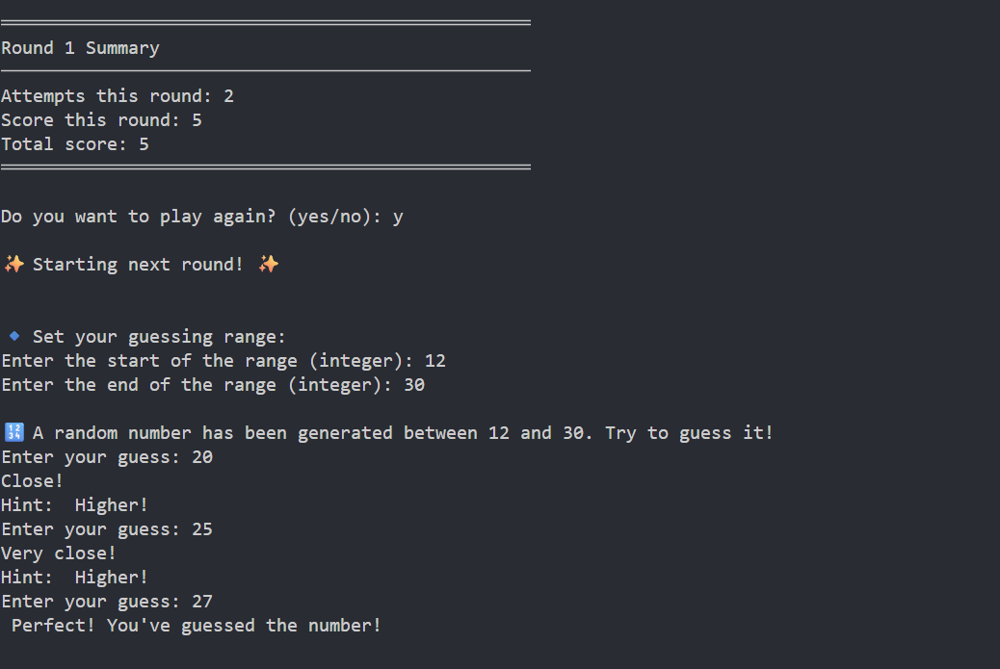 Round 1 Summary
Attempts this round: 2
Score this round: 5
Total score: 5
Do you want to play again? (yes/no): y
✨ Starting next round! ✨
🔹 Set your guessing range:
Enter the start of the range (integer): 12
Enter the end of the range (integer): 30
🔢 A random number has been generated between 12 and 30. Try to guess it!
Enter your guess: 20
Close!
Hint:  Higher!
Enter your guess: 25
Very close!
Hint:  Higher!
Enter your guess: 27
Perfect! You've guessed the number!